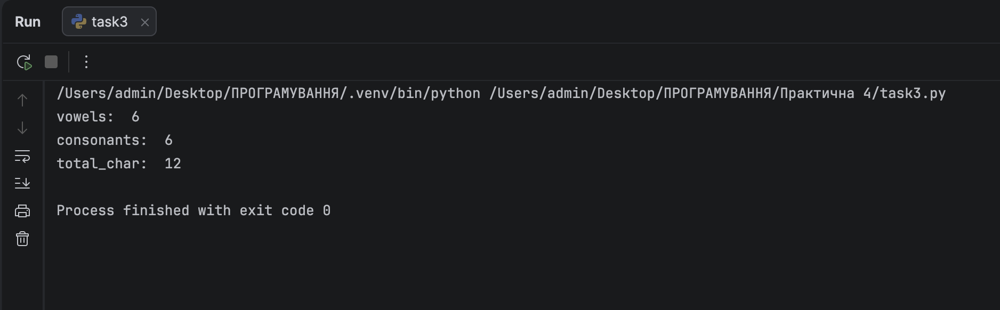 Run task3
/Users/admin/Desktop/ПРОГРАМУВАННЯ/.venv/bin/python /Users/admin/Desktop/ПРОГРАМУВАННЯ/Практична 4/task3.py
vowels:  6
consonants:  6
total_char:  12
Process finished with exit code 0